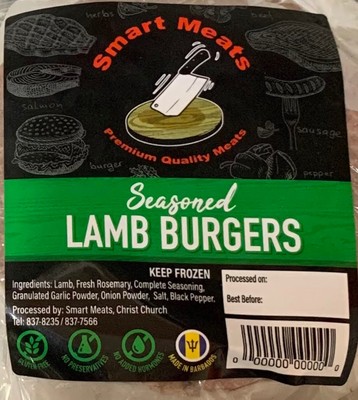 herbs
beef
Smart Meats
salmon
sausage
Premium Quality Meats
burger
pepper
Seasoned
LAMB BURGERS
KEEP FROZEN
Ingredients: Lamb, Fresh Rosemary, Complete Seasoning,
Granulated Garlic Powder, Onion Powder, Salt, Black Pepper.
Processed by: Smart Meats, Christ Church
Tel: 837-8235 / 837-7566
Processed on:
Best Before:
GLUTEN FREE
NO PRESERVATIVES
NO ADDED HORMONES
MADE IN BARBADOS
0 00000 00000 0